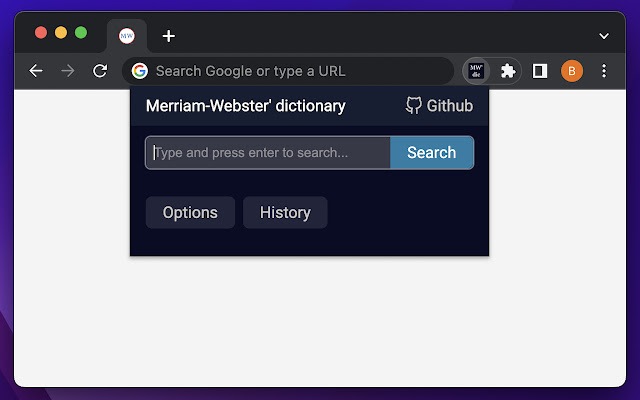 MW
Search Google or type a URL
MW'
dic
B
Merriam-Webster' dictionary
Github
Type and press enter to search...
Search
Options
History